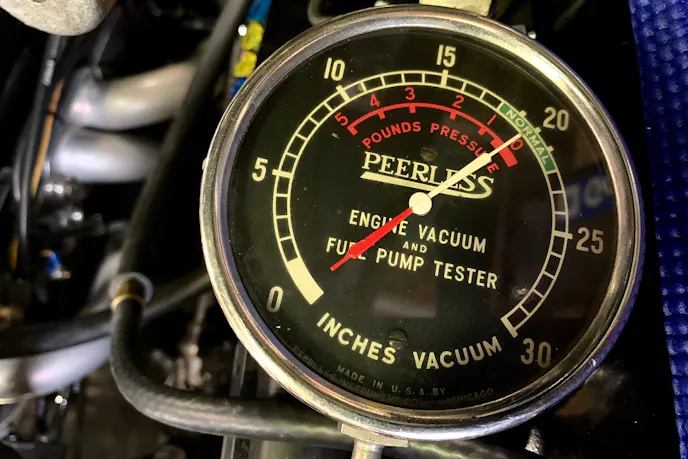 15
10
20
5
25
0
30
5 4 3 2 1 0
NORMAL
POUNDS PRESSURE
PEERLESS
ENGINE VACUUM
AND
FUEL PUMP TESTER
INCHES VACUUM
MADE IN U.S.A. BY
CHICAGO